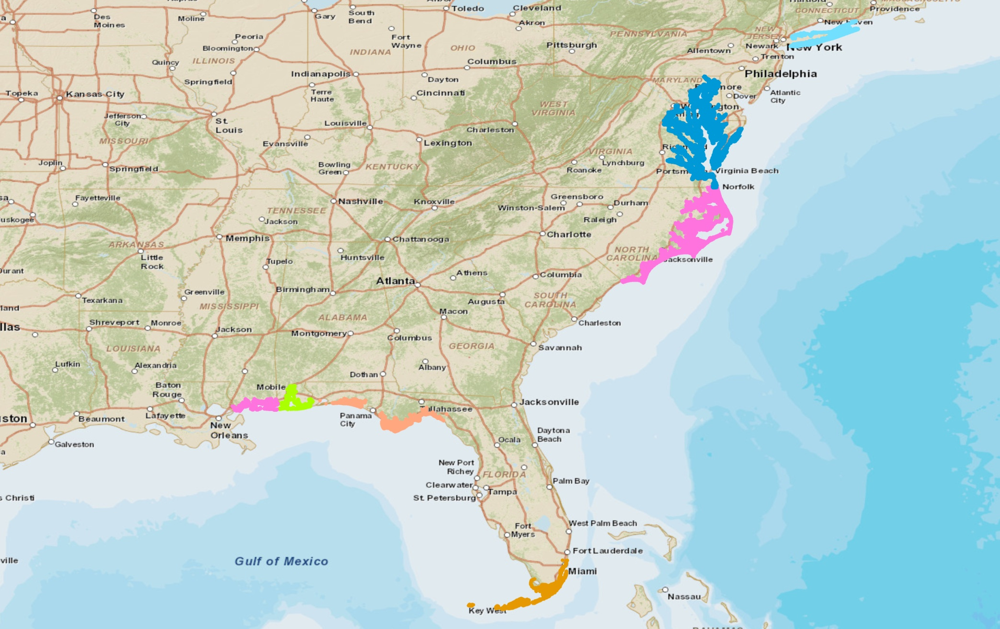 Des
Moines
Moline
Gary
South
Bend
Toledo
Cleveland
Akron
CONNECTICUT
Providence
New Haven
Peoria
Bloomington
Fort
Wayne
INDIANA
OHIO
Pittsburgh
PENNSYLVANIA
NEW
JERSEY
Allentown
Newark
New York
Quincy
ILLINOIS
Springfield
Indianapolis
Columbus
Dayton
Trenton
Philadelphia
Topeka
Kansas City
Terre
Haute
Cincinnati
MARYLAND
Dover
Atlantic
City
Jefferson
City
St.
Louis
Louisville
WEST
VIRGINIA
Charleston
MISSOURI
Evansville
Lexington
VIRGINIA
Lynchburg
Joplin
Springfield
Bowling
Green
KENTUCKY
Roanoke
Virginia Beach
Norfolk
Fayetteville
Nashville
Knoxville
Greensboro
Winston-Salem
Durham
Raleigh
TENNESSEE
Jackson
Memphis
Chattanooga
Charlotte
ARKANSAS
Little
Rock
Tupelo
Huntsville
NORTH
CAROLINA
Jacksonville
Durant
Athens
Columbia
Atlanta
Birmingham
Greenville
Texarkana
MISSISSIPPI
Augusta
SOUTH
CAROLINA
Macon
ALABAMA
Shreveport
Monroe
Jackson
Montgomery
Columbus
Charleston
LOUISIANA
GEORGIA
Savannah
Lufkin
Alexandria
Dothan
Albany
Baton
Rouge
Mobile
Jacksonville
Beaumont
Lafayette
Panama
City
Tallahassee
New
Orleans
Galveston
Ocala
Daytona
Beach
New Port
Richey
FLORIDA
Clearwater
Tampa
St. Petersburg
Palm Bay
s Christi
Fort
Myers
West Palm Beach
Fort Lauderdale
Gulf of Mexico
ville
Miami
Nassau
Key West